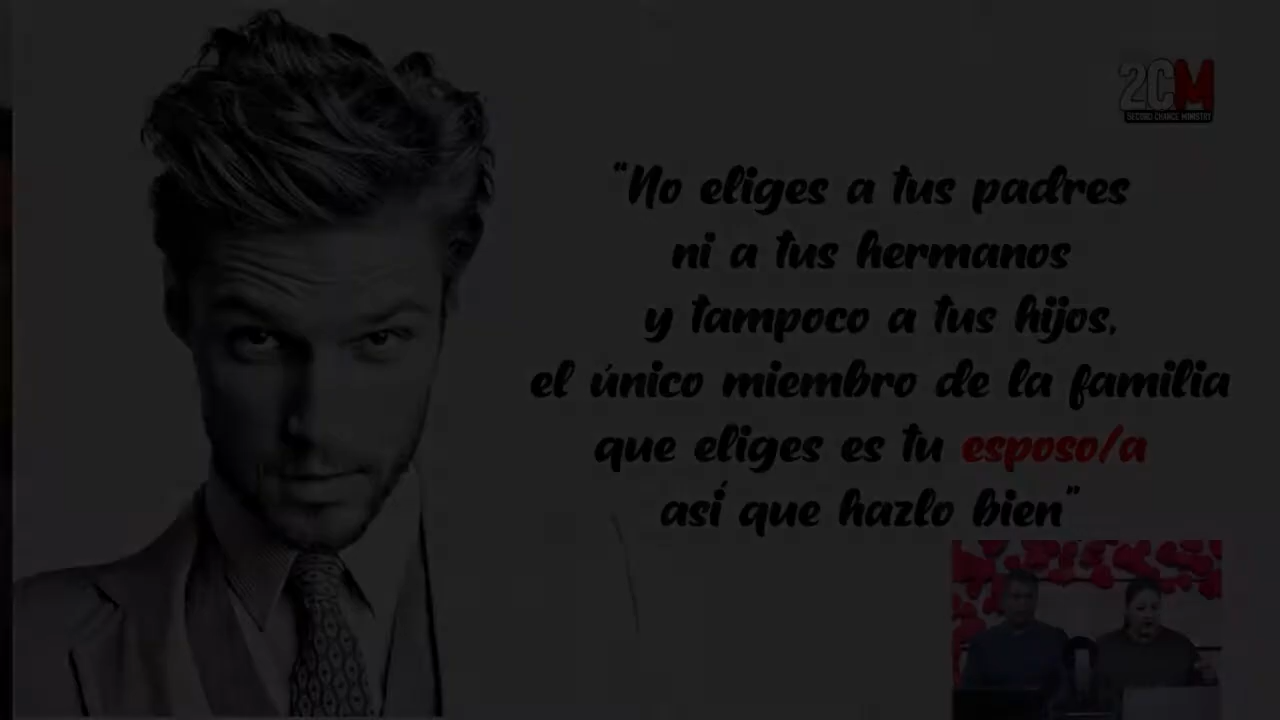 2CM
SECOND CHANCE MINISTRY
"No eliges a tus padres
ni a tus hermanos
y tampoco a tus hijos,
el único miembro de la familia
que eliges es tu esposo/a
así que hazlo bien"